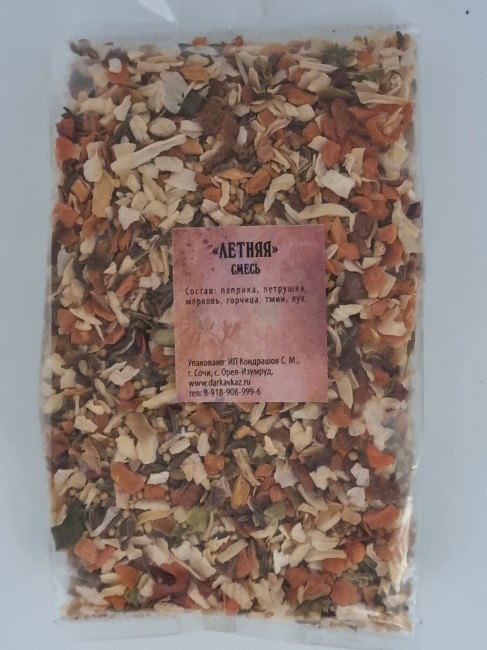 «ЛЕТНЯЯ»
СМЕСЬ
Состав: паприка, петрушка,
морковь, горчица, тмин, лук.
Упаковано: ИП Кондрашов С. М.,
г. Сочи, с. Орел-Изумруд,
www.darkavkaz.ru
тел: 8-918-908-999-6